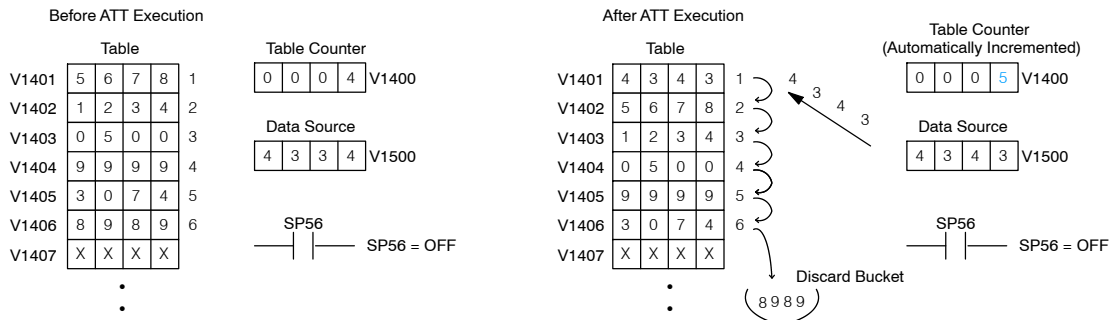 Before ATT Execution
Table
V1401 5 6 7 8 1
V1402 1 2 3 4 2
V1403 0 5 0 0 3
V1404 9 9 9 9 4
V1405 3 0 7 4 5
V1406 8 9 8 9 6
V1407 X X X X
Table Counter
0 0 0 4 V1400
Data Source
4 3 3 4 V1500
SP56
SP56 = OFF
After ATT Execution
Table
V1401 4 3 4 3 1
V1402 5 6 7 8 2
V1403 1 2 3 4 3
V1404 0 5 0 0 4
V1405 9 9 9 9 5
V1406 3 0 7 4 6
V1407 X X X X
4 3 4 3
Discard Bucket
8 9 8 9
Table Counter
(Automatically Incremented)
0 0 0 5 V1400
Data Source
4 3 4 3 V1500
SP56
SP56 = OFF